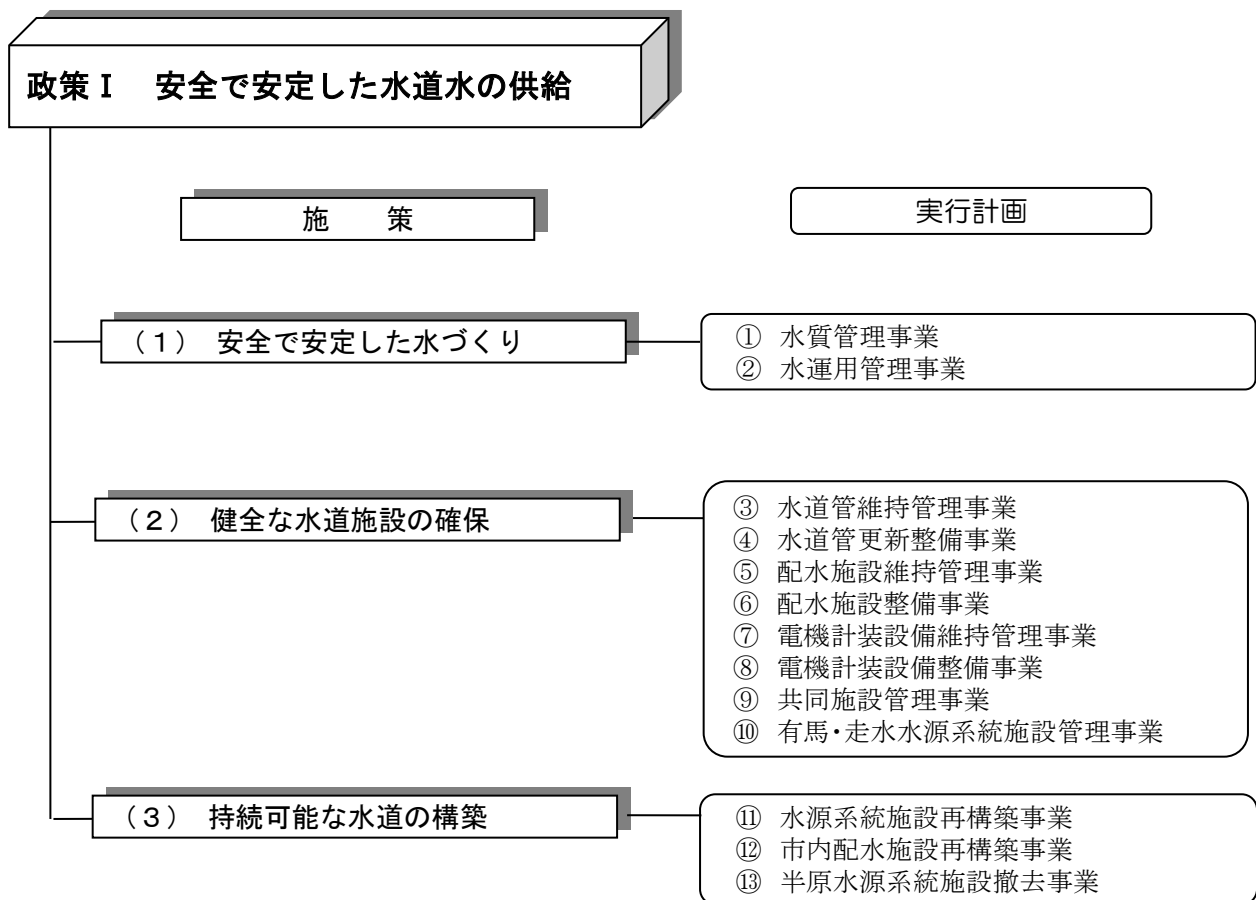 政策Ⅰ 安全で安定した水道水の供給
施 策
実行計画
（１） 安全で安定した水づくり
① 水質管理事業
② 水運用管理事業
（２） 健全な水道施設の確保
③ 水道管維持管理事業
④ 水道管更新整備事業
⑤ 配水施設維持管理事業
⑥ 配水施設整備事業
⑦ 電機計装設備維持管理事業
⑧ 電機計装設備整備事業
⑨ 共同施設管理事業
⑩ 有馬･走水水源系統施設管理事業
（３） 持続可能な水道の構築
⑪ 水源系統施設再構築事業
⑫ 市内配水施設再構築事業
⑬ 半原水源系統施設撤去事業